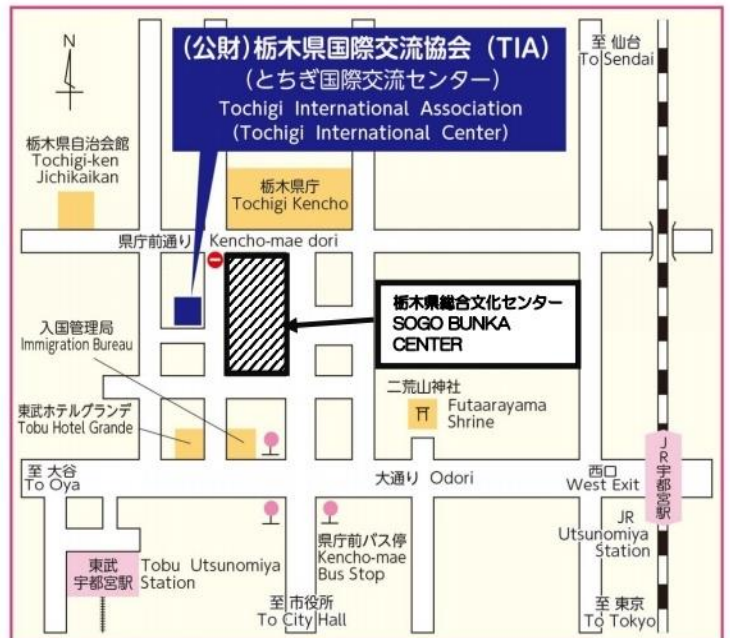 (公財)栃木県国際交流協会 (TIA)
(とちぎ国際交流センター)
Tochigi International Association
(Tochigi International Center)
N
至 仙台
To Sendai
栃木県自治会館
Tochigi-ken
Jichikaikan
栃木県庁
Tochigi Kencho
県庁前通り Kencho-mae dori
栃木県総合文化センター
SOGO BUNKA
CENTER
入国管理局
Immigration Bureau
東武ホテルグランデ
Tobu Hotel Grande
二荒山神社
Futaarayama
Shrine
至 大谷
To Oya
大通り Odori
西口
West Exit
JR宇都宮駅
JR
Utsunomiya
Station
県庁前バス停
Kencho-mae
Bus Stop
東武
宇都宮駅
Tobu Utsunomiya
Station
至 市役所
To City Hall
至 東京
To Tokyo